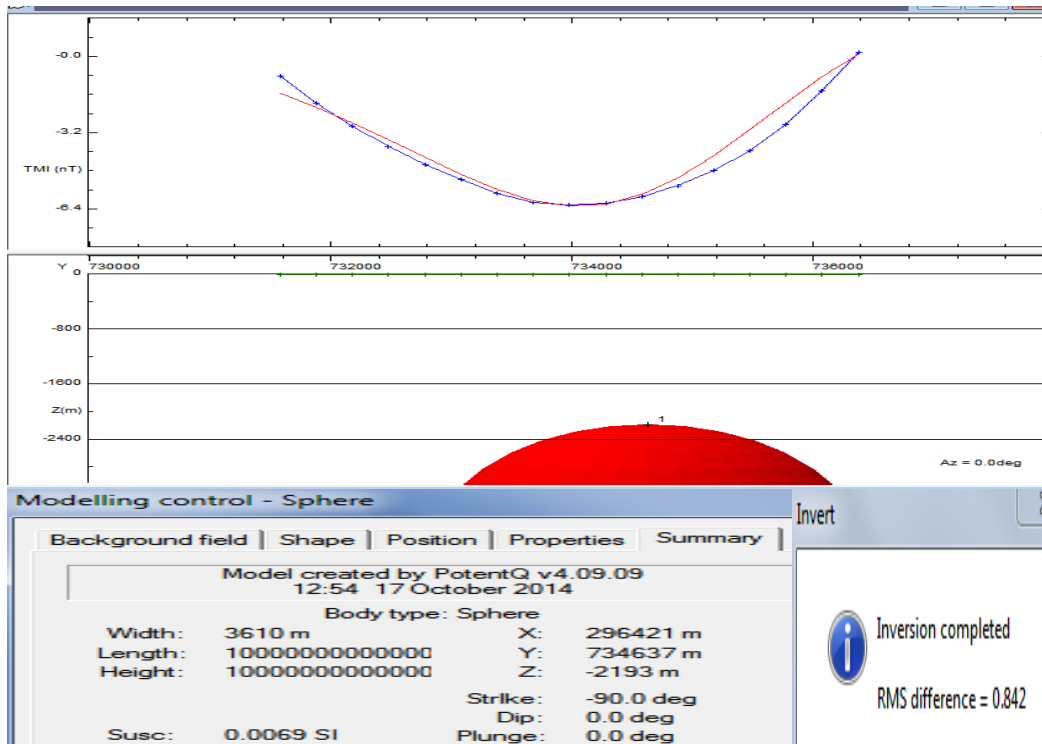 -0.0
-3.2
TMI (nT)
-6.4
Y 730000 732000 734000 736000
0
-800
-1600
Z(m)
-2400
1
Az = 0.0deg
Modelling control - Sphere
Background field Shape Position Properties Summary
Model created by PotentQ v4.09.09
12:54 17 October 2014
Body type: Sphere
Width: 3610 m X: 296421 m
Length: 10000000000000 Y: 734637 m
Height: 10000000000000 Z: -2193 m
Strike: -90.0 deg
Dip: 0.0 deg
Susc: 0.0069 SI Plunge: 0.0 deg
Invert
Inversion completed
RMS difference = 0.842